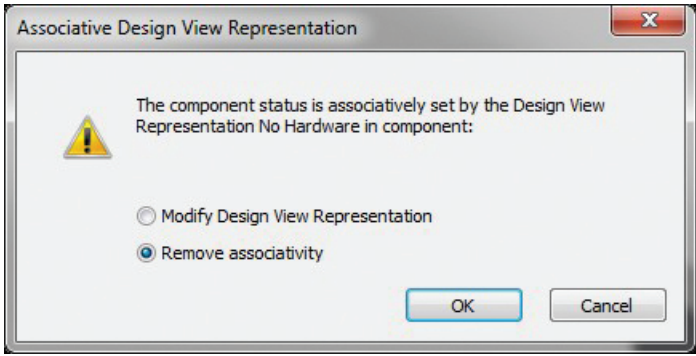 Associative Design View Representation
The component status is associatively set by the Design View
Representation No Hardware in component:
Modify Design View Representation
Remove associativity
OK
Cancel